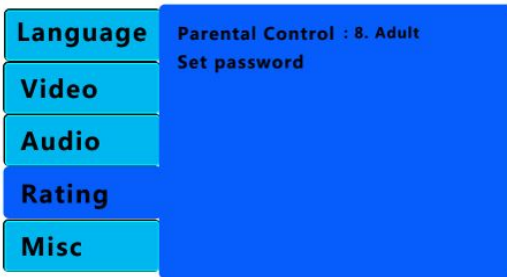 Language
Video
Audio
Rating
Misc
Parental Control : 8. Adult
Set password